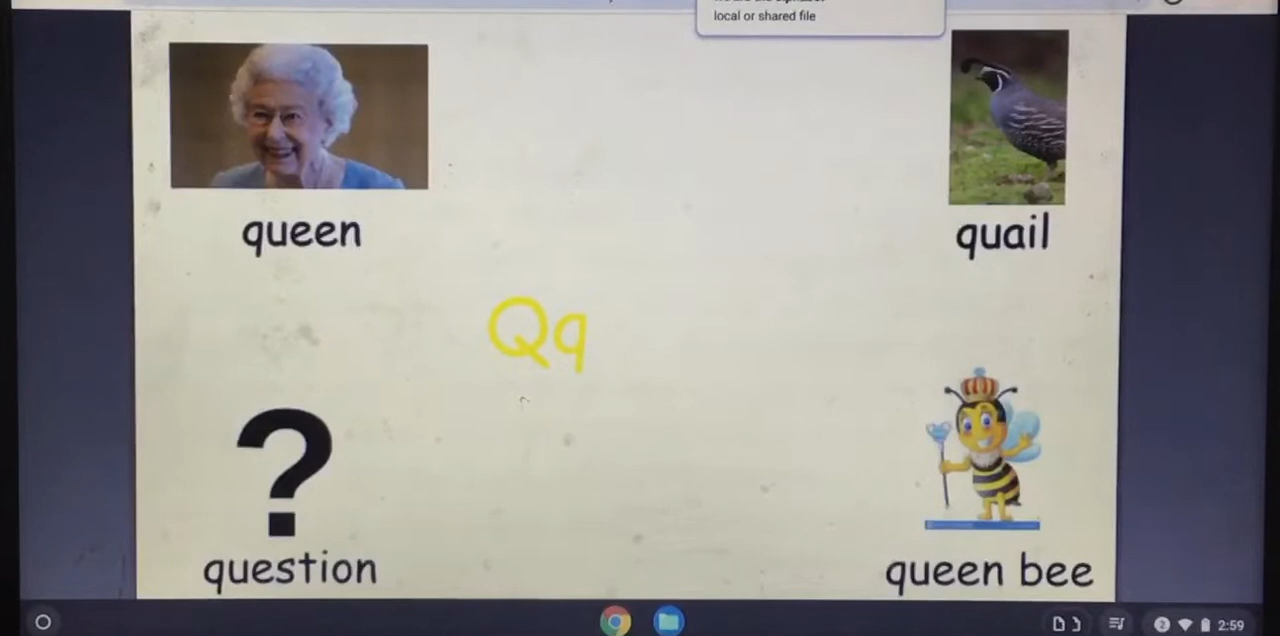 local or shared file
queen
quail
Qq
?
question
queen bee
2:59